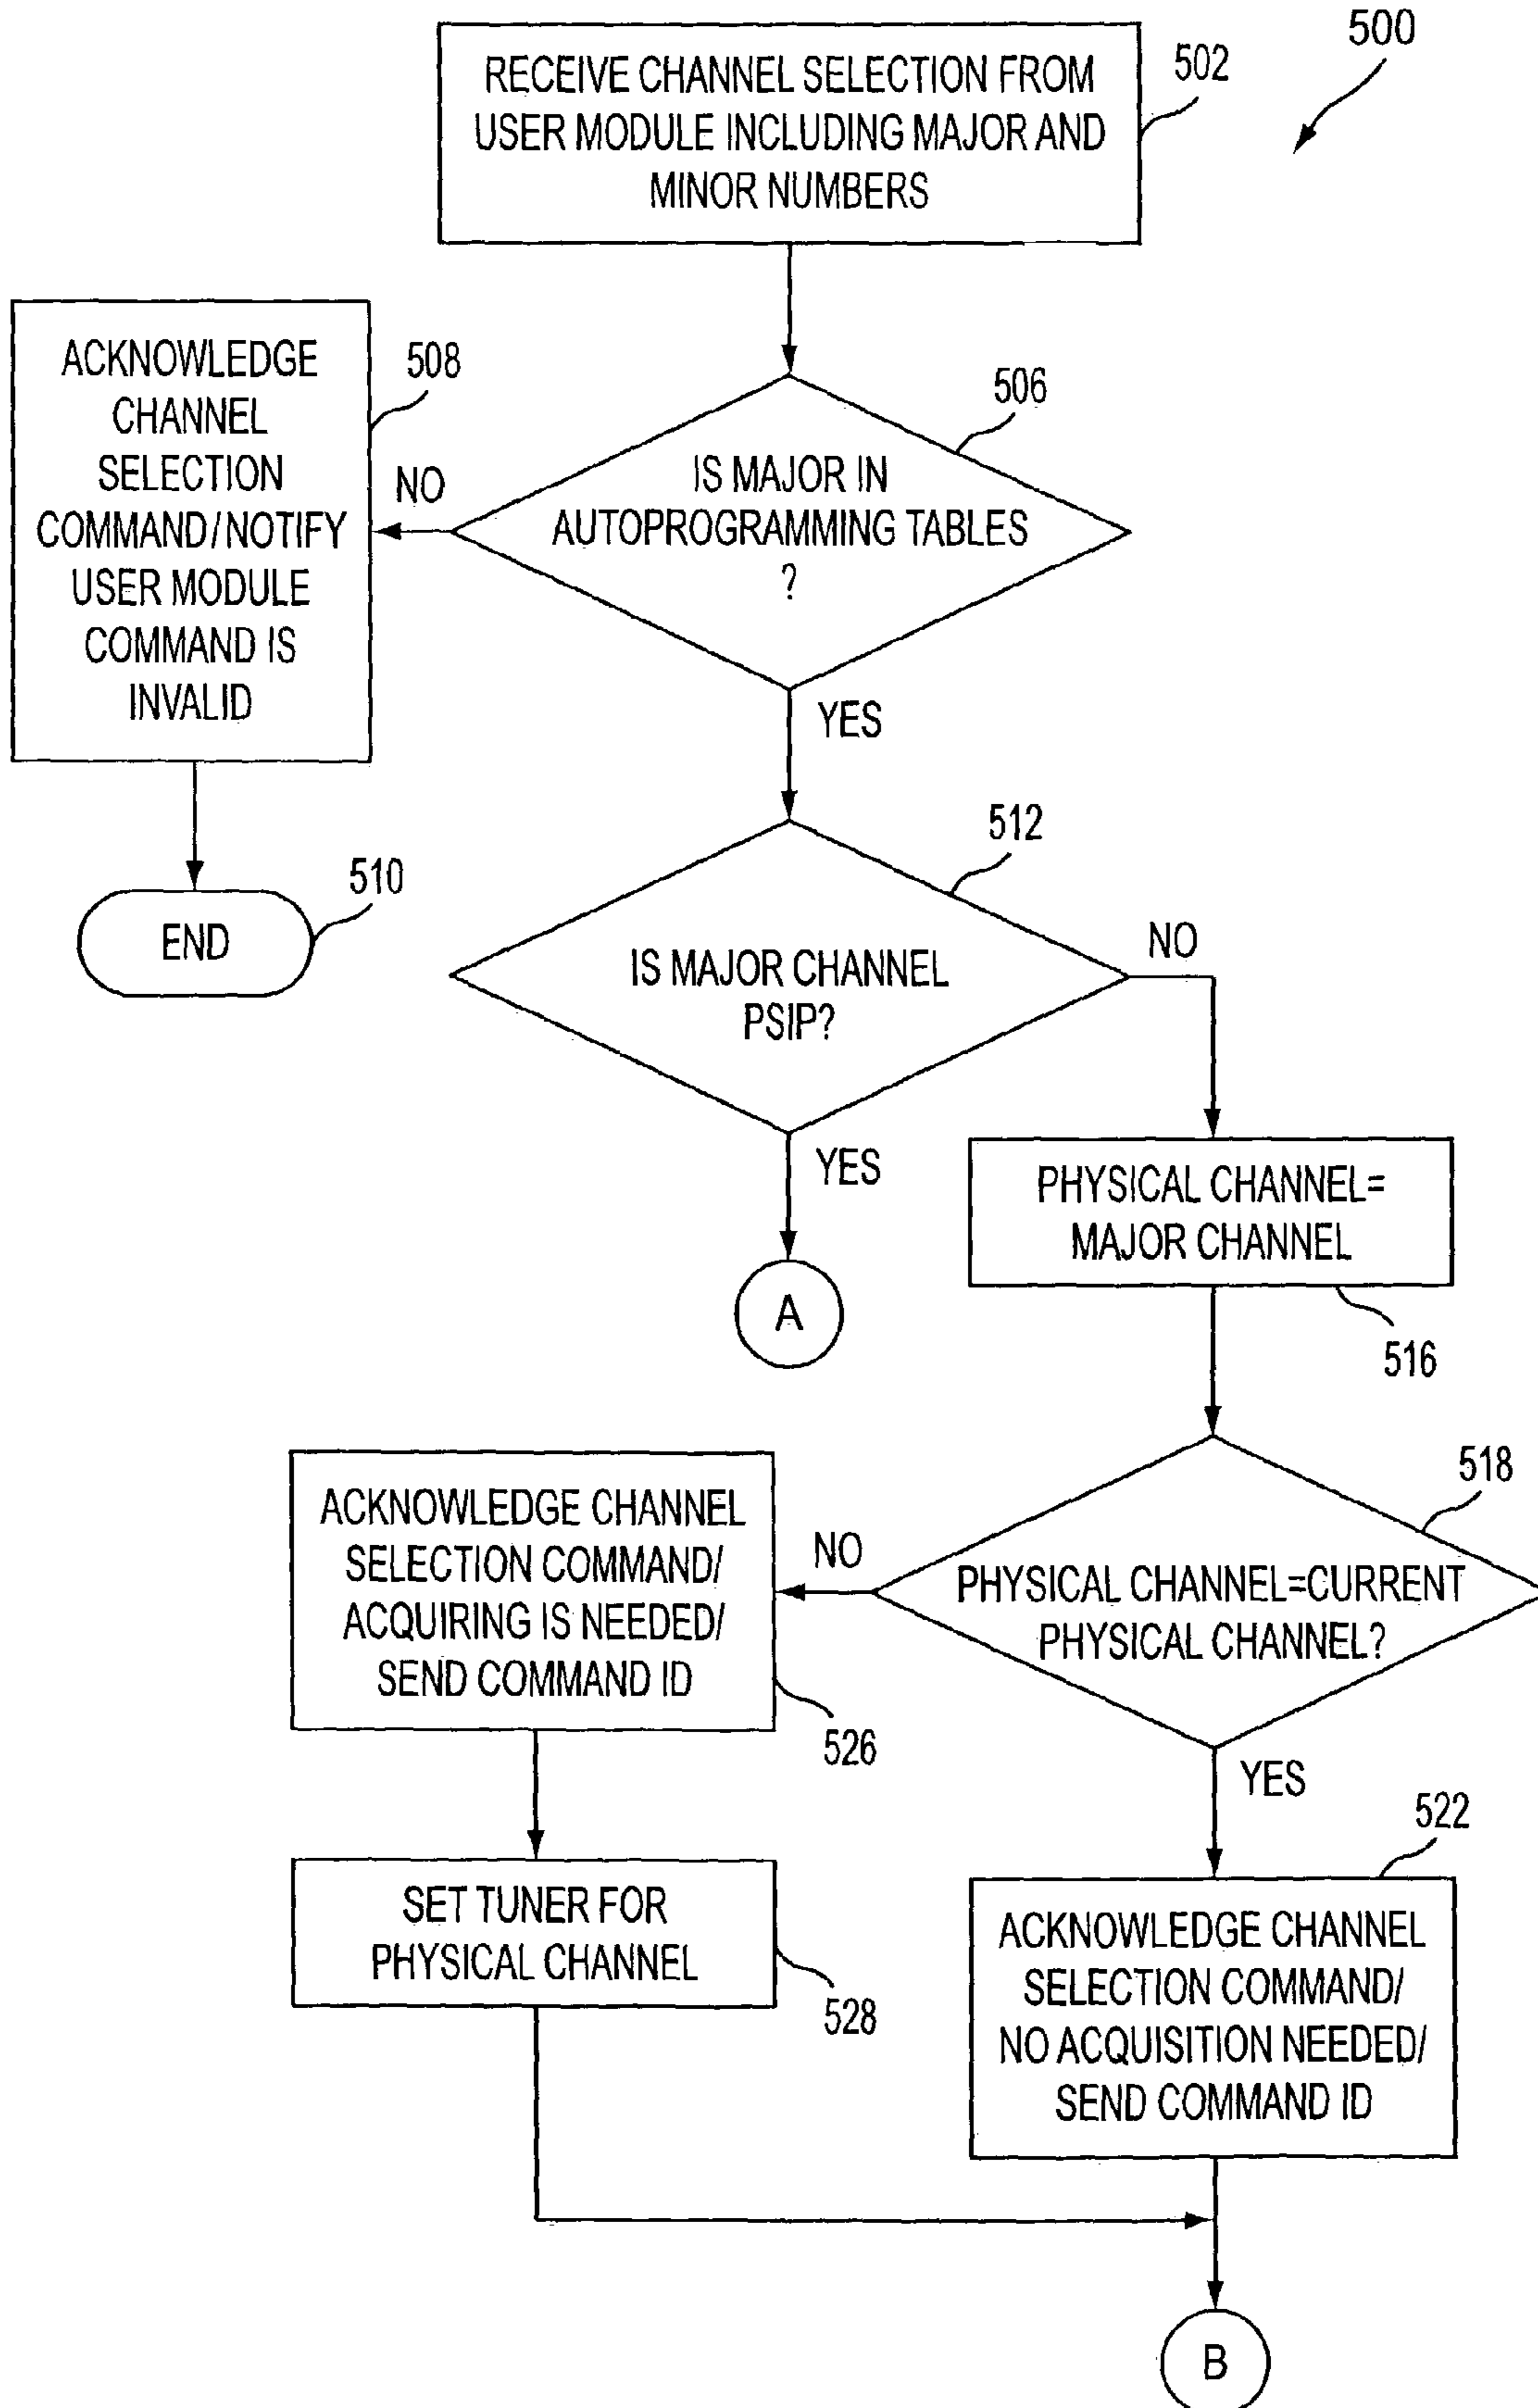 500
502
RECEIVE CHANNEL SELECTION FROM
USER MODULE INCLUDING MAJOR AND
MINOR NUMBERS
506
IS MAJOR IN
AUTOPROGRAMMING TABLES
?
NO
508
ACKNOWLEDGE
CHANNEL
SELECTION
COMMAND/NOTIFY
USER MODULE
COMMAND IS
INVALID
510
END
YES
512
IS MAJOR CHANNEL
PSIP?
NO
YES
A
PHYSICAL CHANNEL=
MAJOR CHANNEL
516
518
PHYSICAL CHANNEL=CURRENT
PHYSICAL CHANNEL?
NO
ACKNOWLEDGE CHANNEL
SELECTION COMMAND/
ACQUIRING IS NEEDED/
SEND COMMAND ID
526
SET TUNER FOR
PHYSICAL CHANNEL
528
YES
522
ACKNOWLEDGE CHANNEL
SELECTION COMMAND/
NO ACQUISITION NEEDED/
SEND COMMAND ID
B